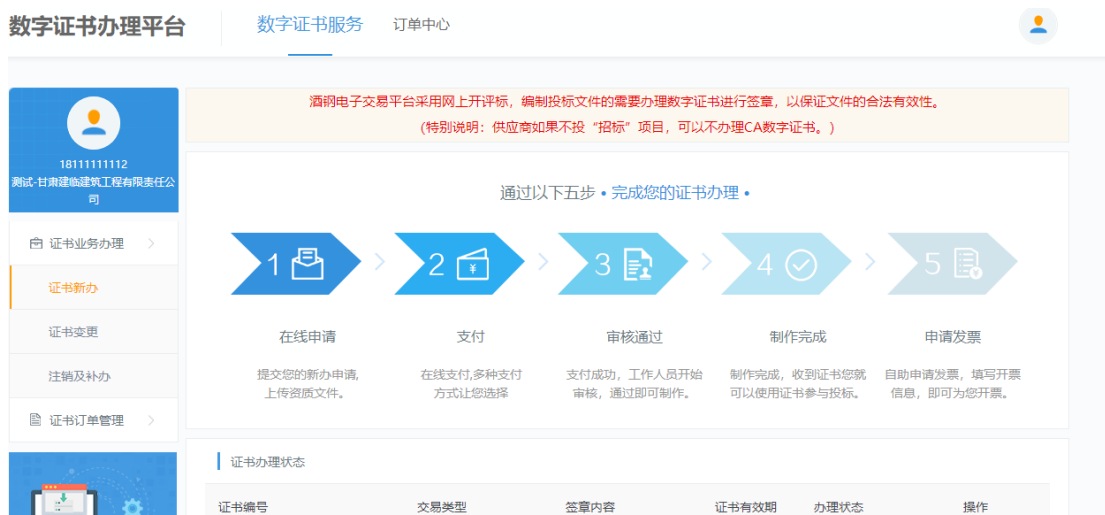 数字证书办理平台
数字证书服务
订单中心
18111111112
测试-甘肃建临建筑工程有限责任公
司
证书业务办理
证书新办
证书变更
注销及补办
证书订单管理
酒钢电子交易平台采用网上开评标，编制投标文件的需要办理数字证书进行签章，以保证文件的合法有效性。
(特别说明：供应商如果不投“招标”项目，可以不办理CA数字证书。)
通过以下五步 • 完成您的证书办理 •
1
2
¥
3
4
5
在线申请
支付
审核通过
制作完成
申请发票
提交您的新办申请,
上传资质文件。
在线支付,多种支付
方式让您选择
支付成功，工作人员开始
审核，通过即可制作。
制作完成，收到证书您就
可以使用证书参与投标。
自助申请发票，填写开票
信息，即可为您开票。
证书办理状态
证书编号 交易类型 签章内容 证书有效期 办理状态 操作